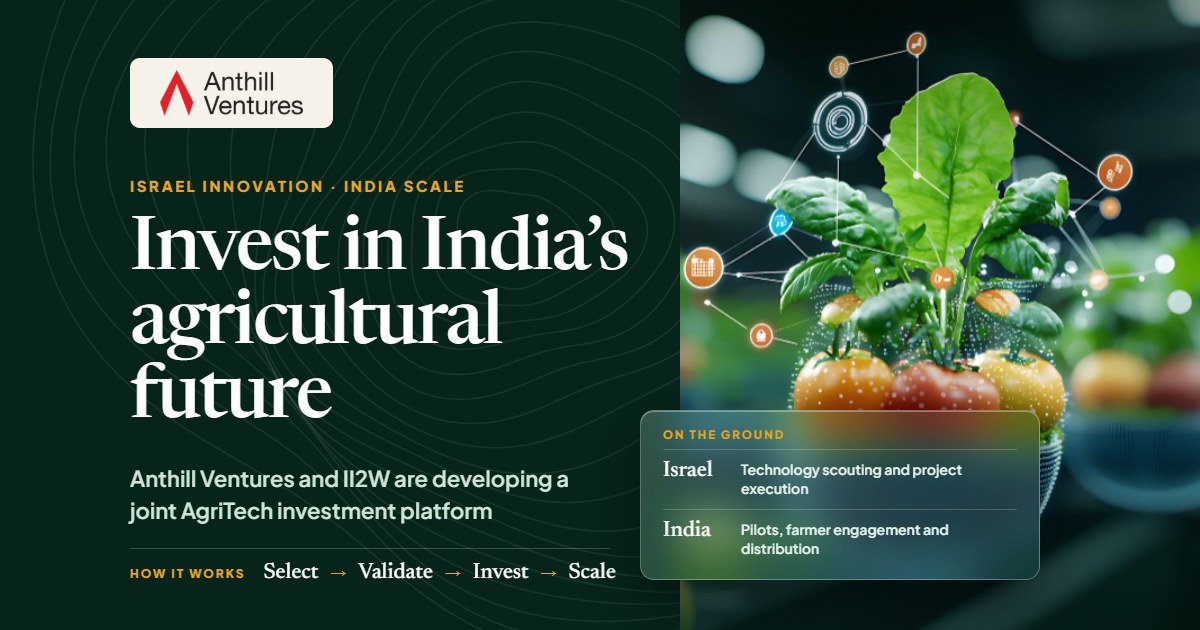 Anthill
Ventures
ISRAEL INNOVATION · INDIA SCALE
Invest in India’s
agricultural
future
Anthill Ventures and II2W are developing a
joint AgriTech investment platform
HOW IT WORKS Select → Validate → Invest → Scale
ON THE GROUND
Israel Technology scouting and project
execution
India Pilots, farmer engagement and
distribution